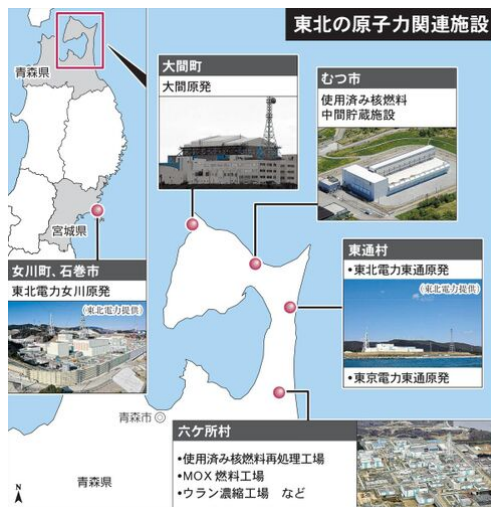 東北の原子力関連施設
青森県
宮城県
大間町
大間原発
むつ市
使用済み核燃料
中間貯蔵施設
女川町、石巻市
東北電力女川原発
(東北電力提供)
東通村
•東北電力東通原発
(東北電力提供)
•東京電力東通原発
青森市
六ケ所村
•使用済み核燃料再処理工場
•MOX燃料工場
•ウラン濃縮工場　など
青森県
N